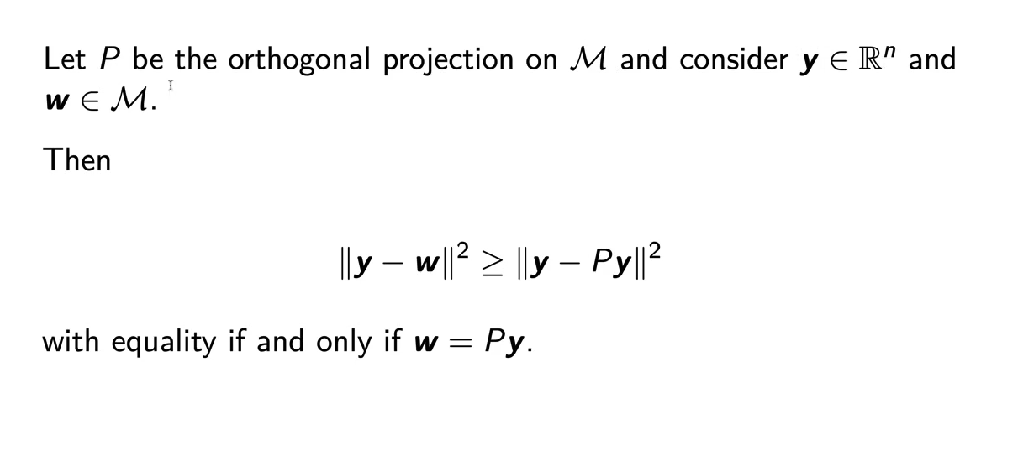 Let P be the orthogonal projection on ℳ and consider y ∈ ℝⁿ and
w ∈ ℳ.
Then
‖y − w‖² ≥ ‖y − Py‖²
with equality if and only if w = Py.